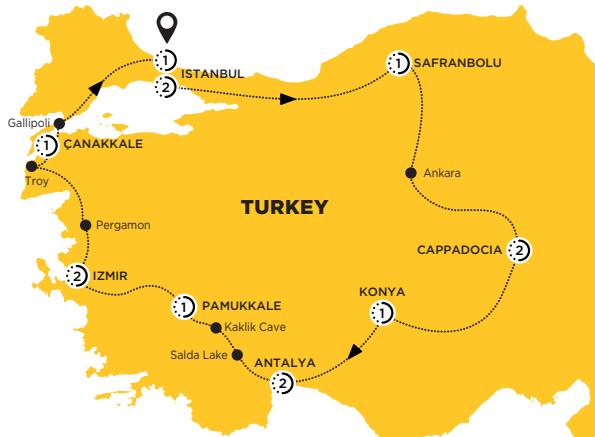 1
ISTANBUL
2
1
SAFRANBOLU
Gallipoli
1
ÇANAKKALE
Troy
Ankara
TURKEY
Pergamon
CAPPADOCIA
2
2
IZMIR
KONYA
1
PAMUKKALE
1
Kaklik Cave
Salda Lake
ANTALYA
2